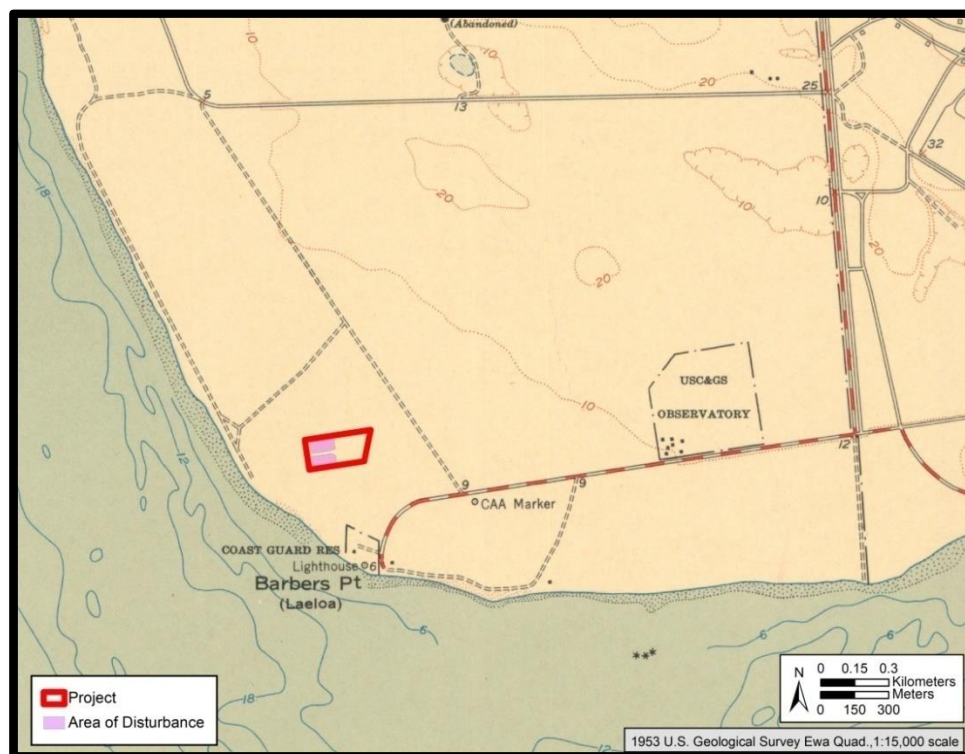 (Abandoned)
10
10
20
25
5
13
32
20
10
10
20
20
18
10
USC&GS
OBSERVATORY
12
12
9
9
CAA Marker
COAST GUARD RES
Lighthouse 6
Barbers Pt
(Laeloa)
6
6
18
18
12
Project
Area of Disturbance
N
0 0.15 0.3
Kilometers
Meters
0 150 300
1953 U.S. Geological Survey Ewa Quad.,1:15,000 scale